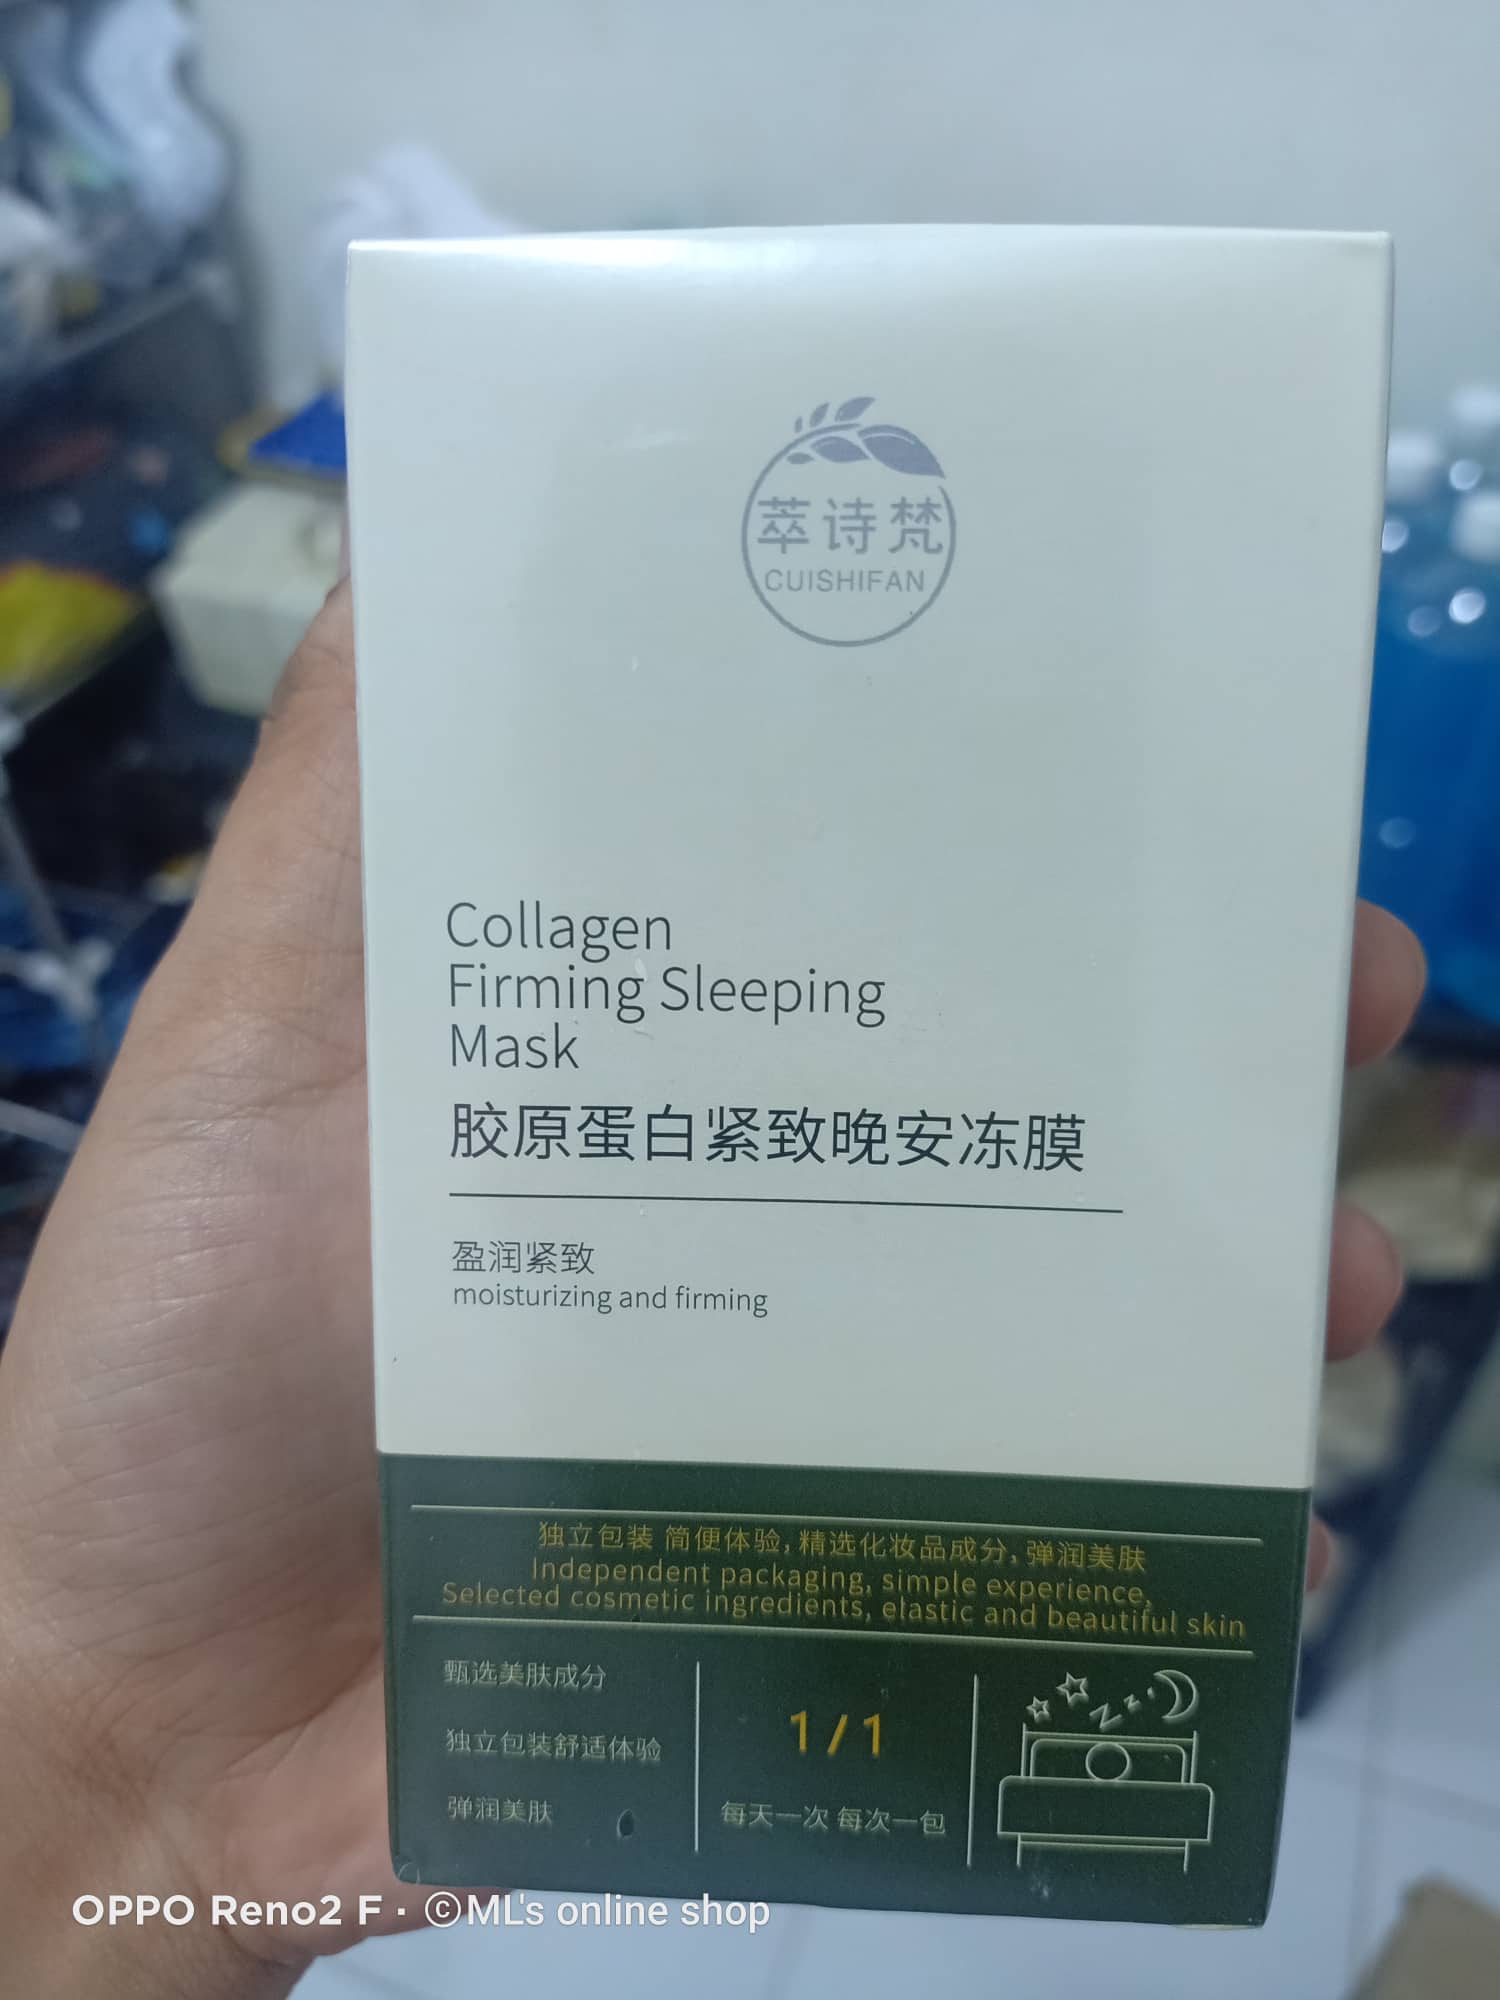 萃诗梵
CUISHIFAN
Collagen
Firming Sleeping
Mask
胶原蛋白紧致晚安冻膜
盈润紧致
moisturizing and firming
独立包装 简便体验,精选化妆品成分,弹润美肤
Independent packaging, simple experience,
Selected cosmetic ingredients, elastic and beautiful skin
甄选美肤成分
独立包装舒适体验
弹润美肤
1/1
每天一次 每次一包
Zzz
OPPO Reno2 F · ©ML's online shop